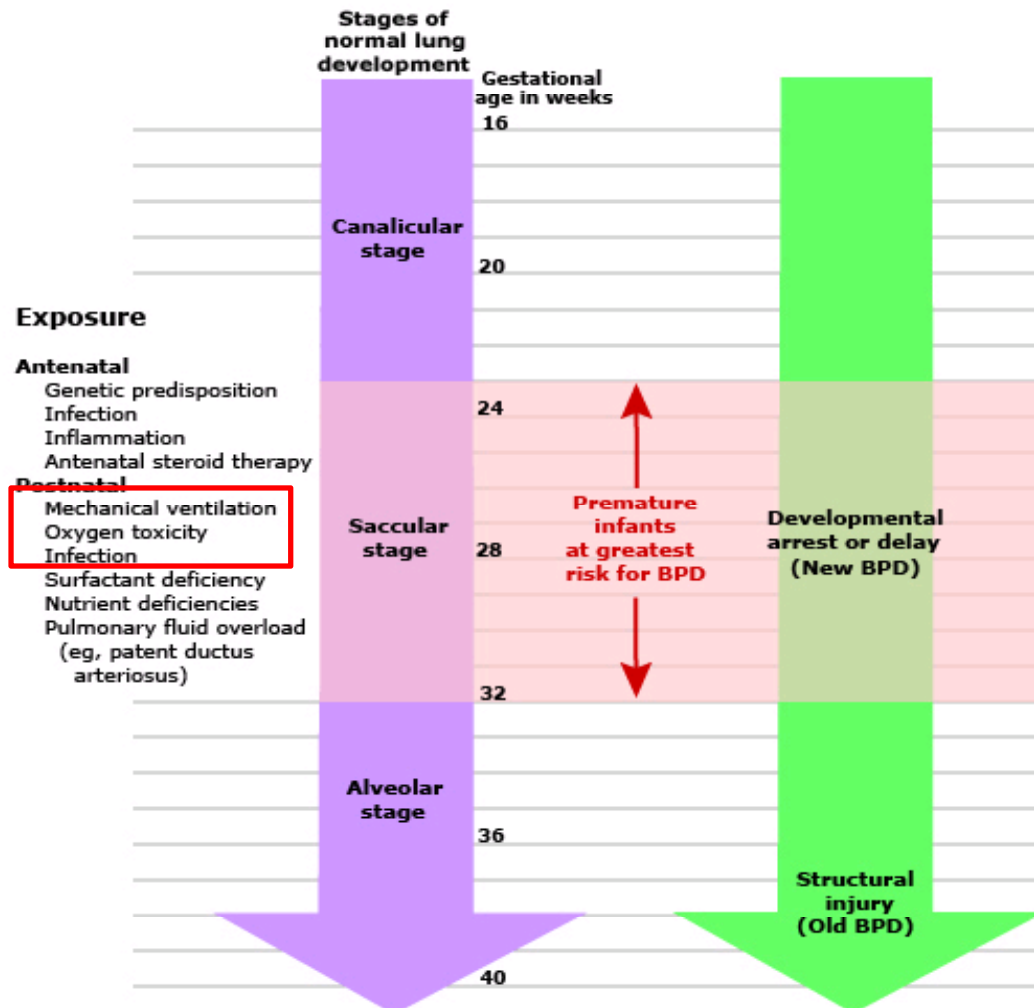 Stages of
normal lung
development
Gestational
age in weeks
16
Canalicular
stage
20
Exposure
Antenatal
Genetic predisposition
Infection
Inflammation
Antenatal steroid therapy
Postnatal
Mechanical ventilation
Oxygen toxicity
Infection
Surfactant deficiency
Nutrient deficiencies
Pulmonary fluid overload
(eg, patent ductus
arteriosus)
24
Saccular
stage
28
Premature
infants
at greatest
risk for BPD
Developmental
arrest or delay
(New BPD)
32
Alveolar
stage
36
Structural
injury
(Old BPD)
40